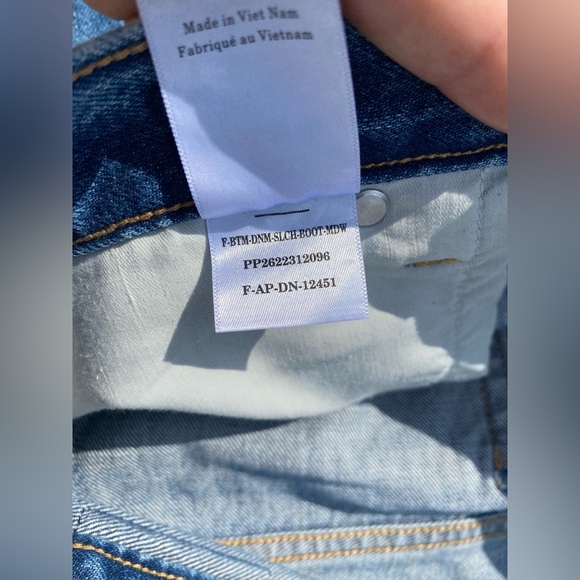 Made in Viet Nam
Fabriqué au Vietnam
F-BTM-DNM-SLCH-BOOT-MDW
PP2622312096
F-AP-DN-12451